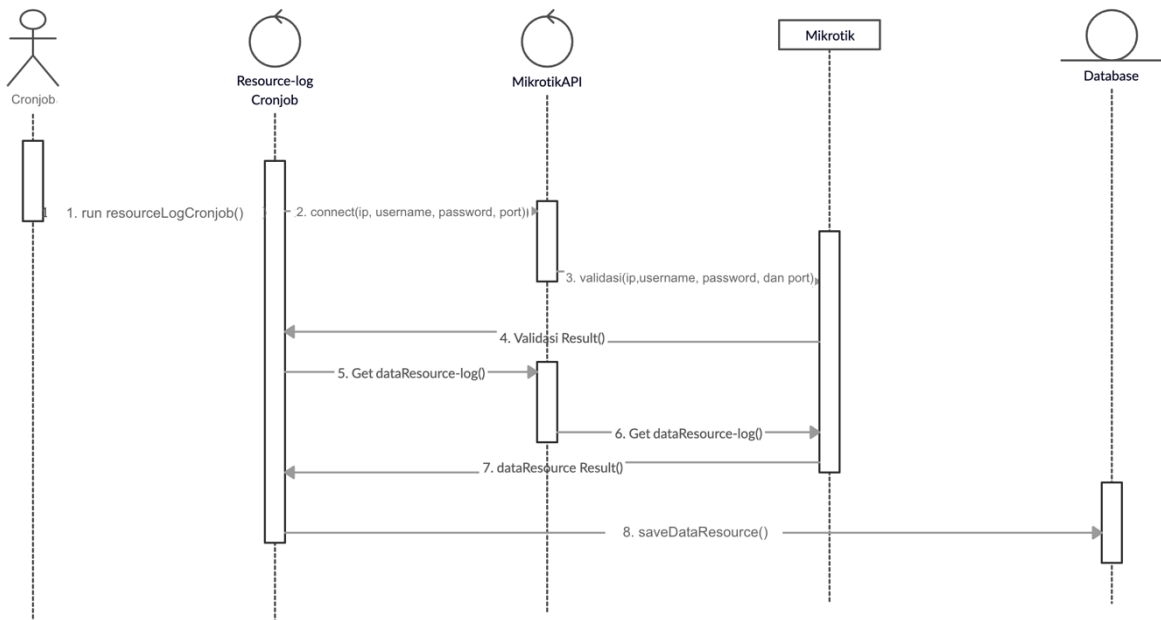 Cronjob
Resource-log
Cronjob
MikrotikAPI
Mikrotik
Database
1. run resourceLogCronjob()
2. connect(ip, username, password, port))
3. validasi(ip,username, password, dan port)
4. Validasi Result()
5. Get dataResource-log()
6. Get dataResource-log()
7. dataResource Result()
8. saveDataResource()